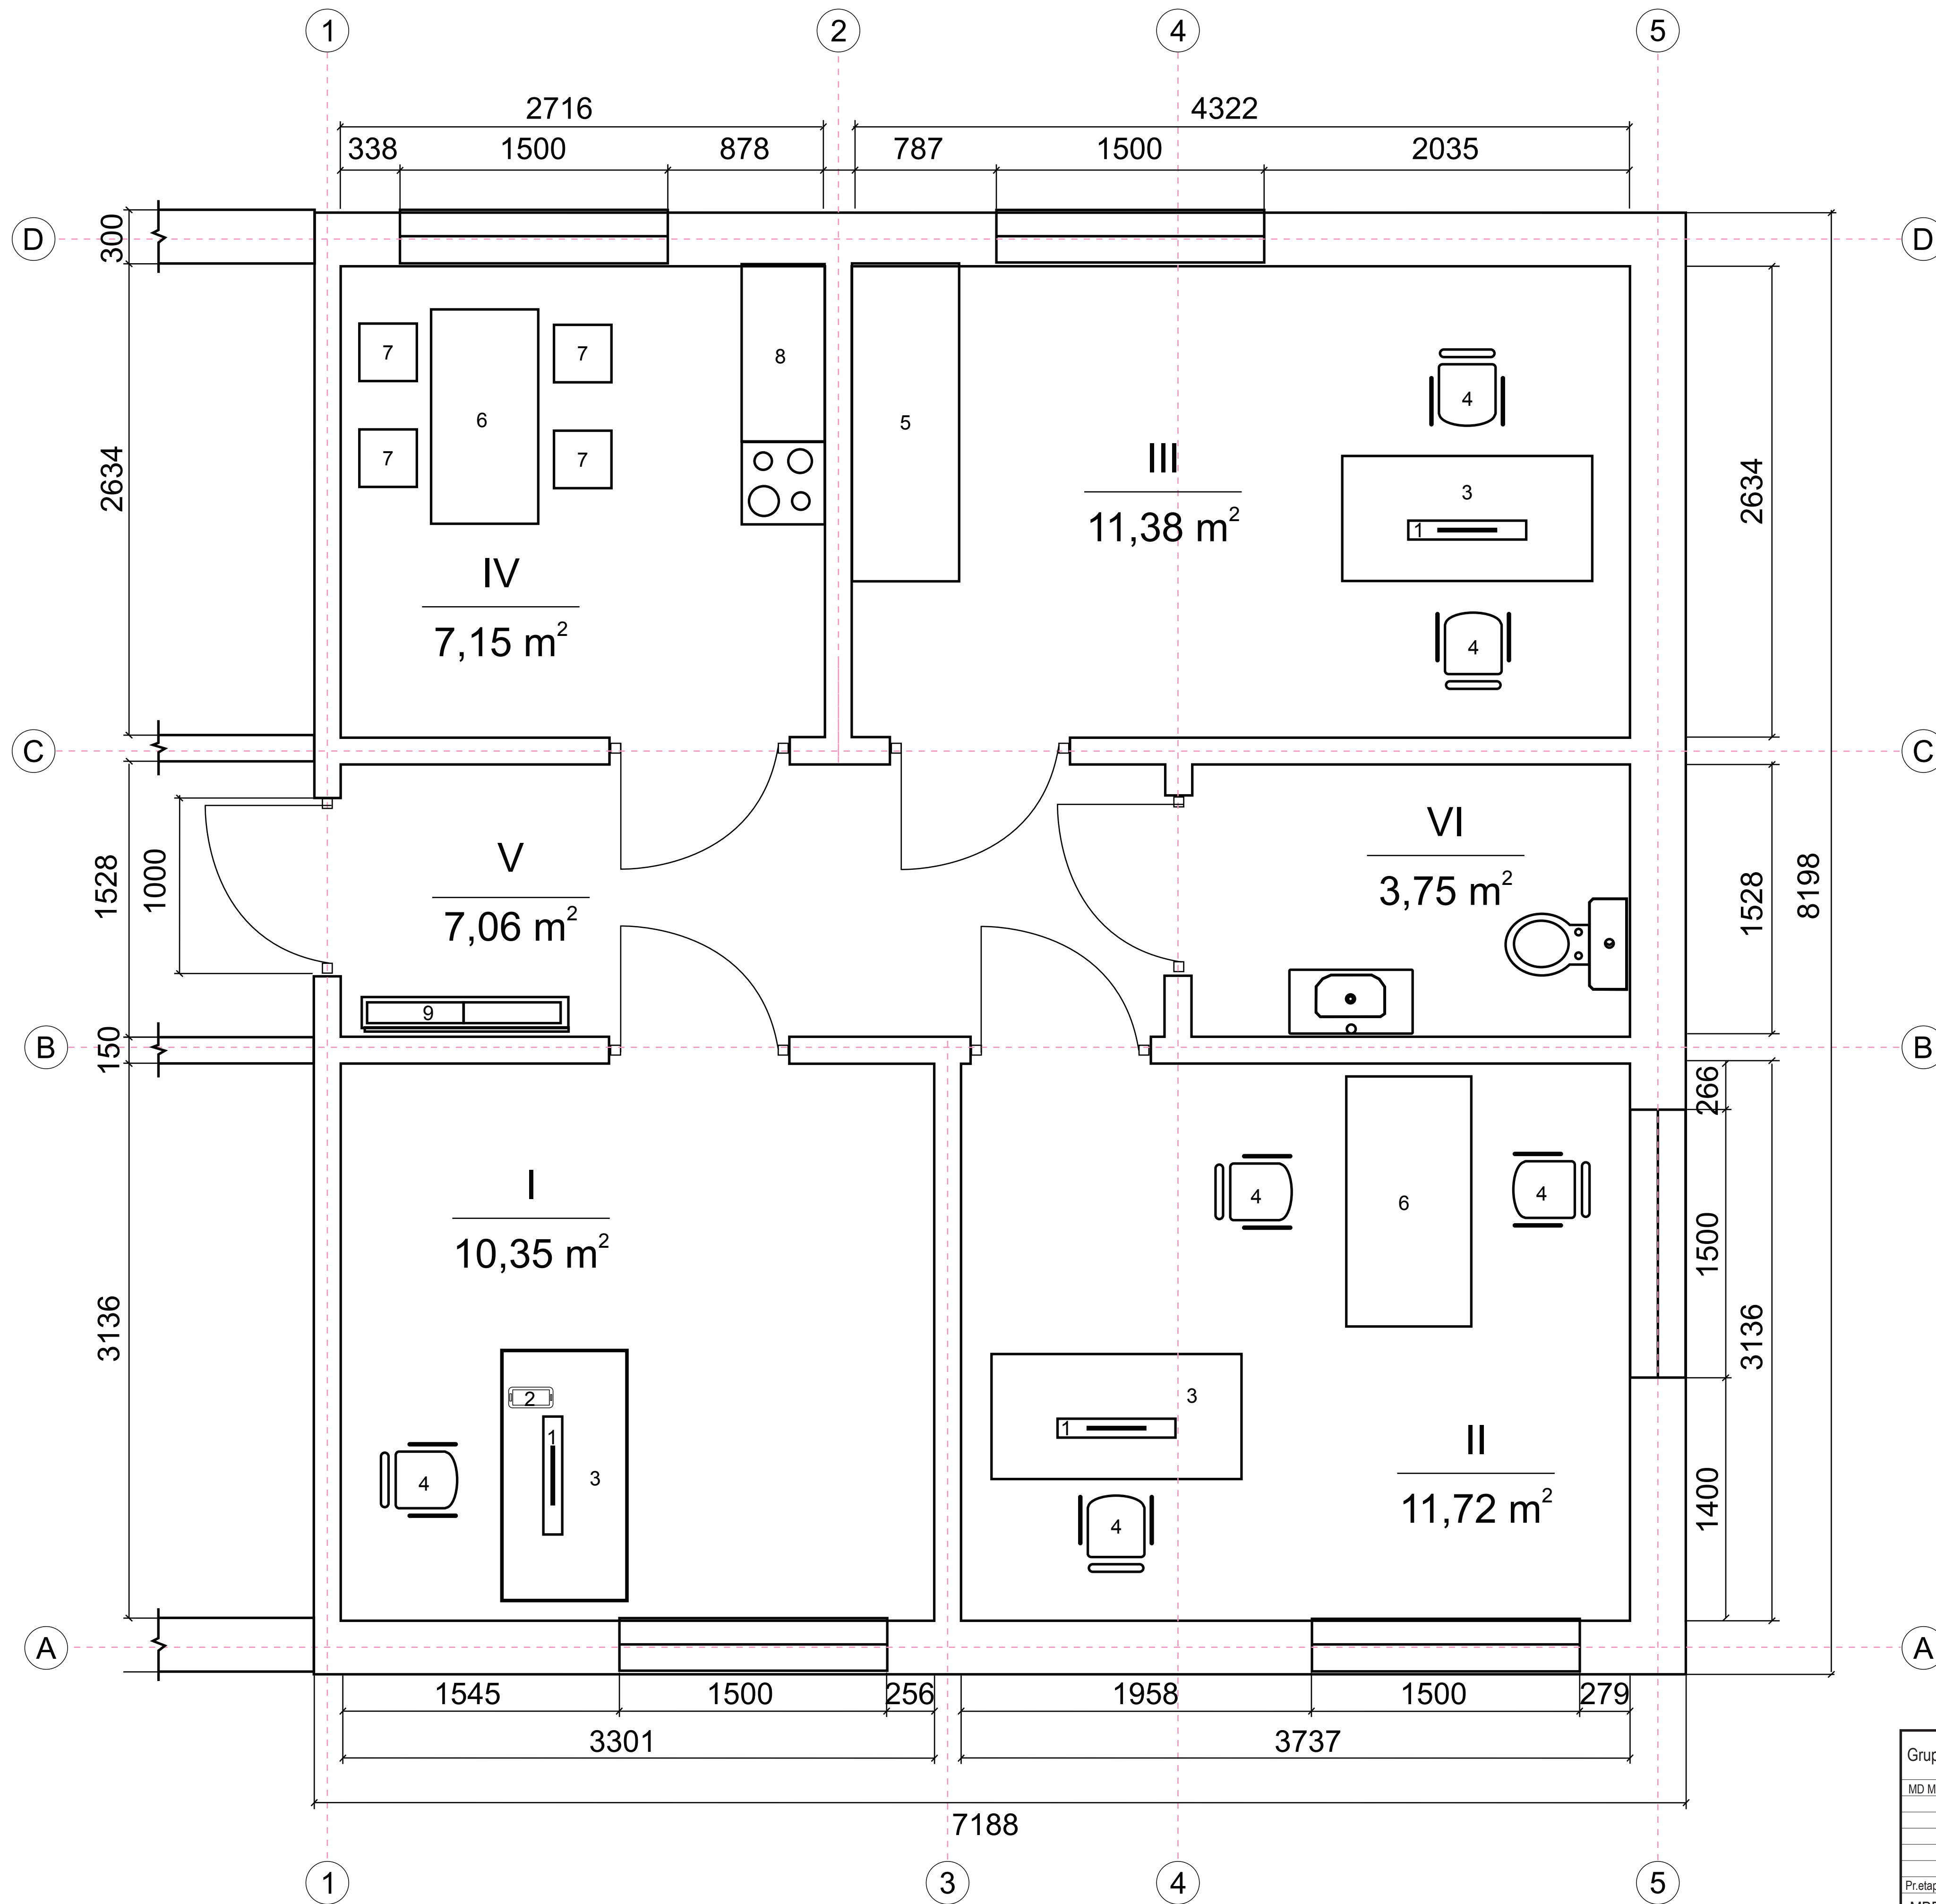 1 2 4 5
2716 4322
338 1500 878 787 1500 2035
D 300 D
7 7 8
6 5 4
7 7
2634 III 3 2634
11,38 m² 1
IV
7,15 m² 4
C C
1528 1000 V VI 1528 8198
7,06 m² 3,75 m²
9
B 150 B
266
I 4 6 4
10,35 m² 1500
3136 3136
2 3
1 1
4 3 II 1400
4 11,72 m²
A A
1545 1500 256 1958 1500 279
3301 3737
7188
1 3 4 5